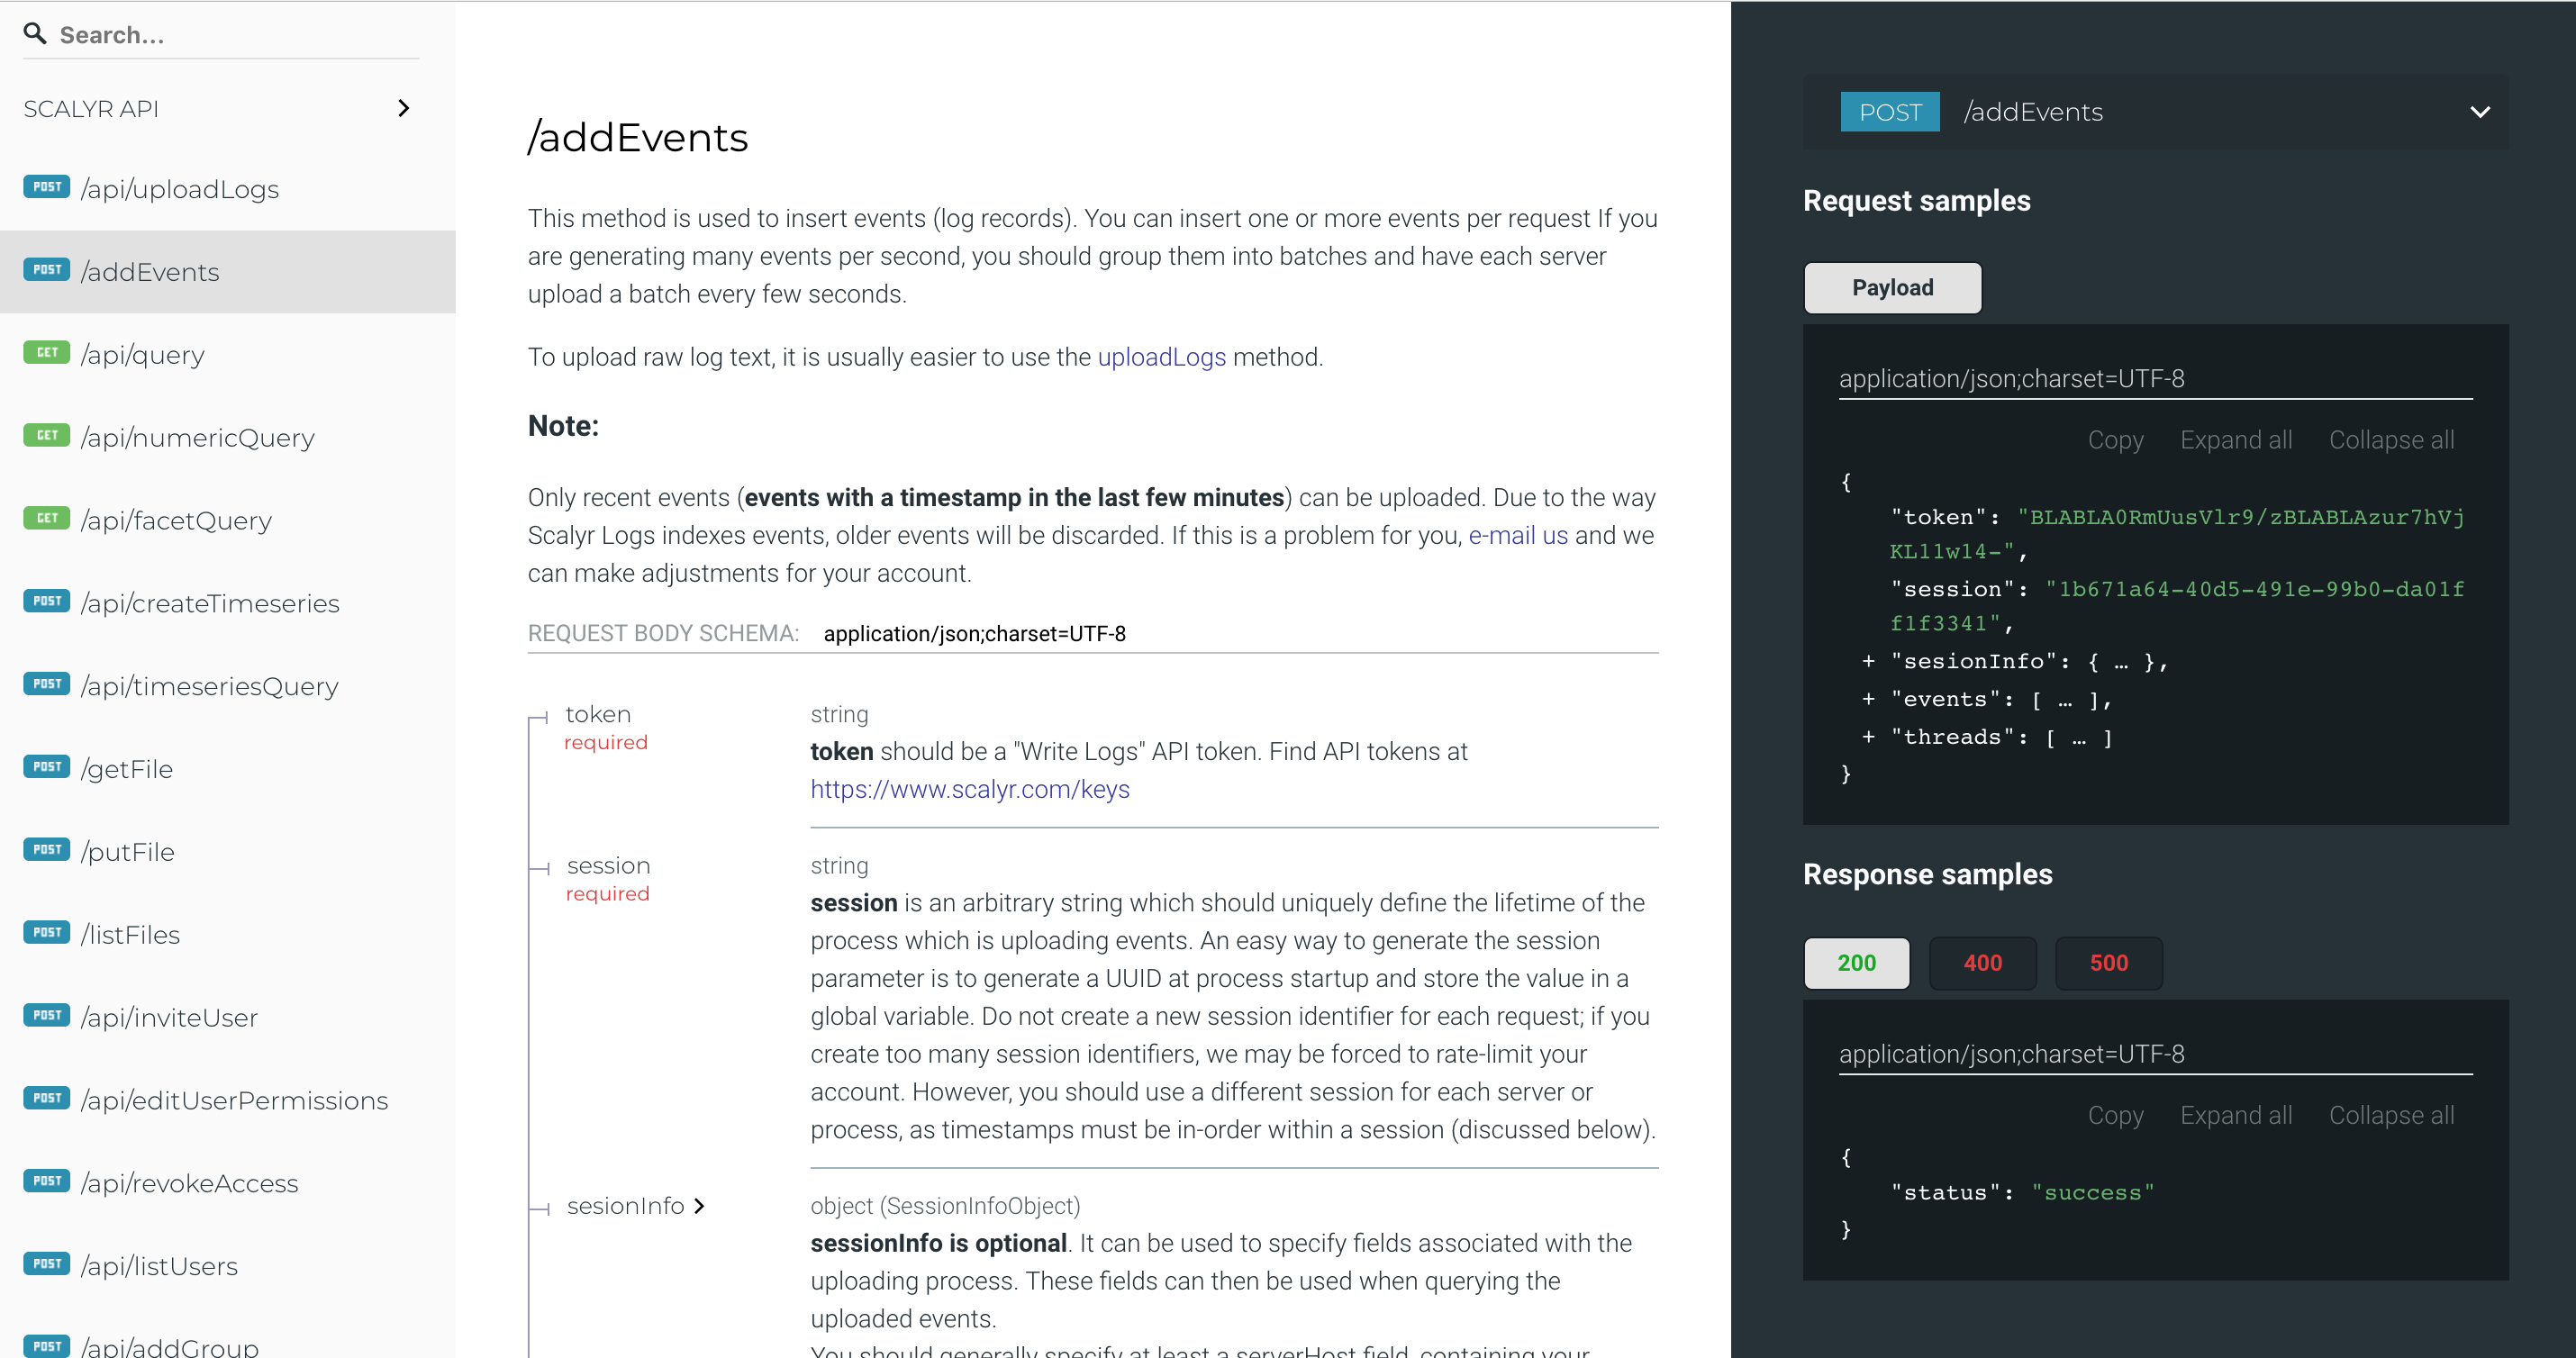 Search...
SCALYR API
POST /api/uploadLogs
POST /addEvents
GET /api/query
GET /api/numericQuery
GET /api/facetQuery
POST /api/createTimeseries
POST /api/timeseriesQuery
POST /getFile
POST /putFile
POST /listFiles
POST /api/inviteUser
POST /api/editUserPermissions
POST /api/revokeAccess
POST /api/listUsers
POST /api/addGroup
/addEvents
This method is used to insert events (log records). You can insert one or more events per request If you
are generating many events per second, you should group them into batches and have each server
upload a batch every few seconds.
To upload raw log text, it is usually easier to use the uploadLogs method.
Note:
Only recent events (events with a timestamp in the last few minutes) can be uploaded. Due to the way
Scalyr Logs indexes events, older events will be discarded. If this is a problem for you, e-mail us and we
can make adjustments for your account.
REQUEST BODY SCHEMA: application/json;charset=UTF-8
token string
required
token should be a "Write Logs" API token. Find API tokens at
https://www.scalyr.com/keys
session string
required
session is an arbitrary string which should uniquely define the lifetime of the
process which is uploading events. An easy way to generate the session
parameter is to generate a UUID at process startup and store the value in a
global variable. Do not create a new session identifier for each request; if you
create too many session identifiers, we may be forced to rate-limit your
account. However, you should use a different session for each server or
process, as timestamps must be in-order within a session (discussed below).
sesionInfo object (SessionInfoObject)
sessionInfo is optional. It can be used to specify fields associated with the
uploading process. These fields can then be used when querying the
uploaded events.
You should generally specify at least a serverHost field, containing your
POST /addEvents
Request samples
Payload
application/json;charset=UTF-8
Copy Expand all Collapse all
{
"token": "BLABLA0RmUusVlr9/zBLABLAzur7hVj
KL11w14-",
"session": "1b671a64-40d5-491e-99b0-da01f
f1f3341",
+ "sesionInfo": { … },
+ "events": [ … ],
+ "threads": [ … ]
}
Response samples
200 400 500
application/json;charset=UTF-8
Copy Expand all Collapse all
{
"status": "success"
}